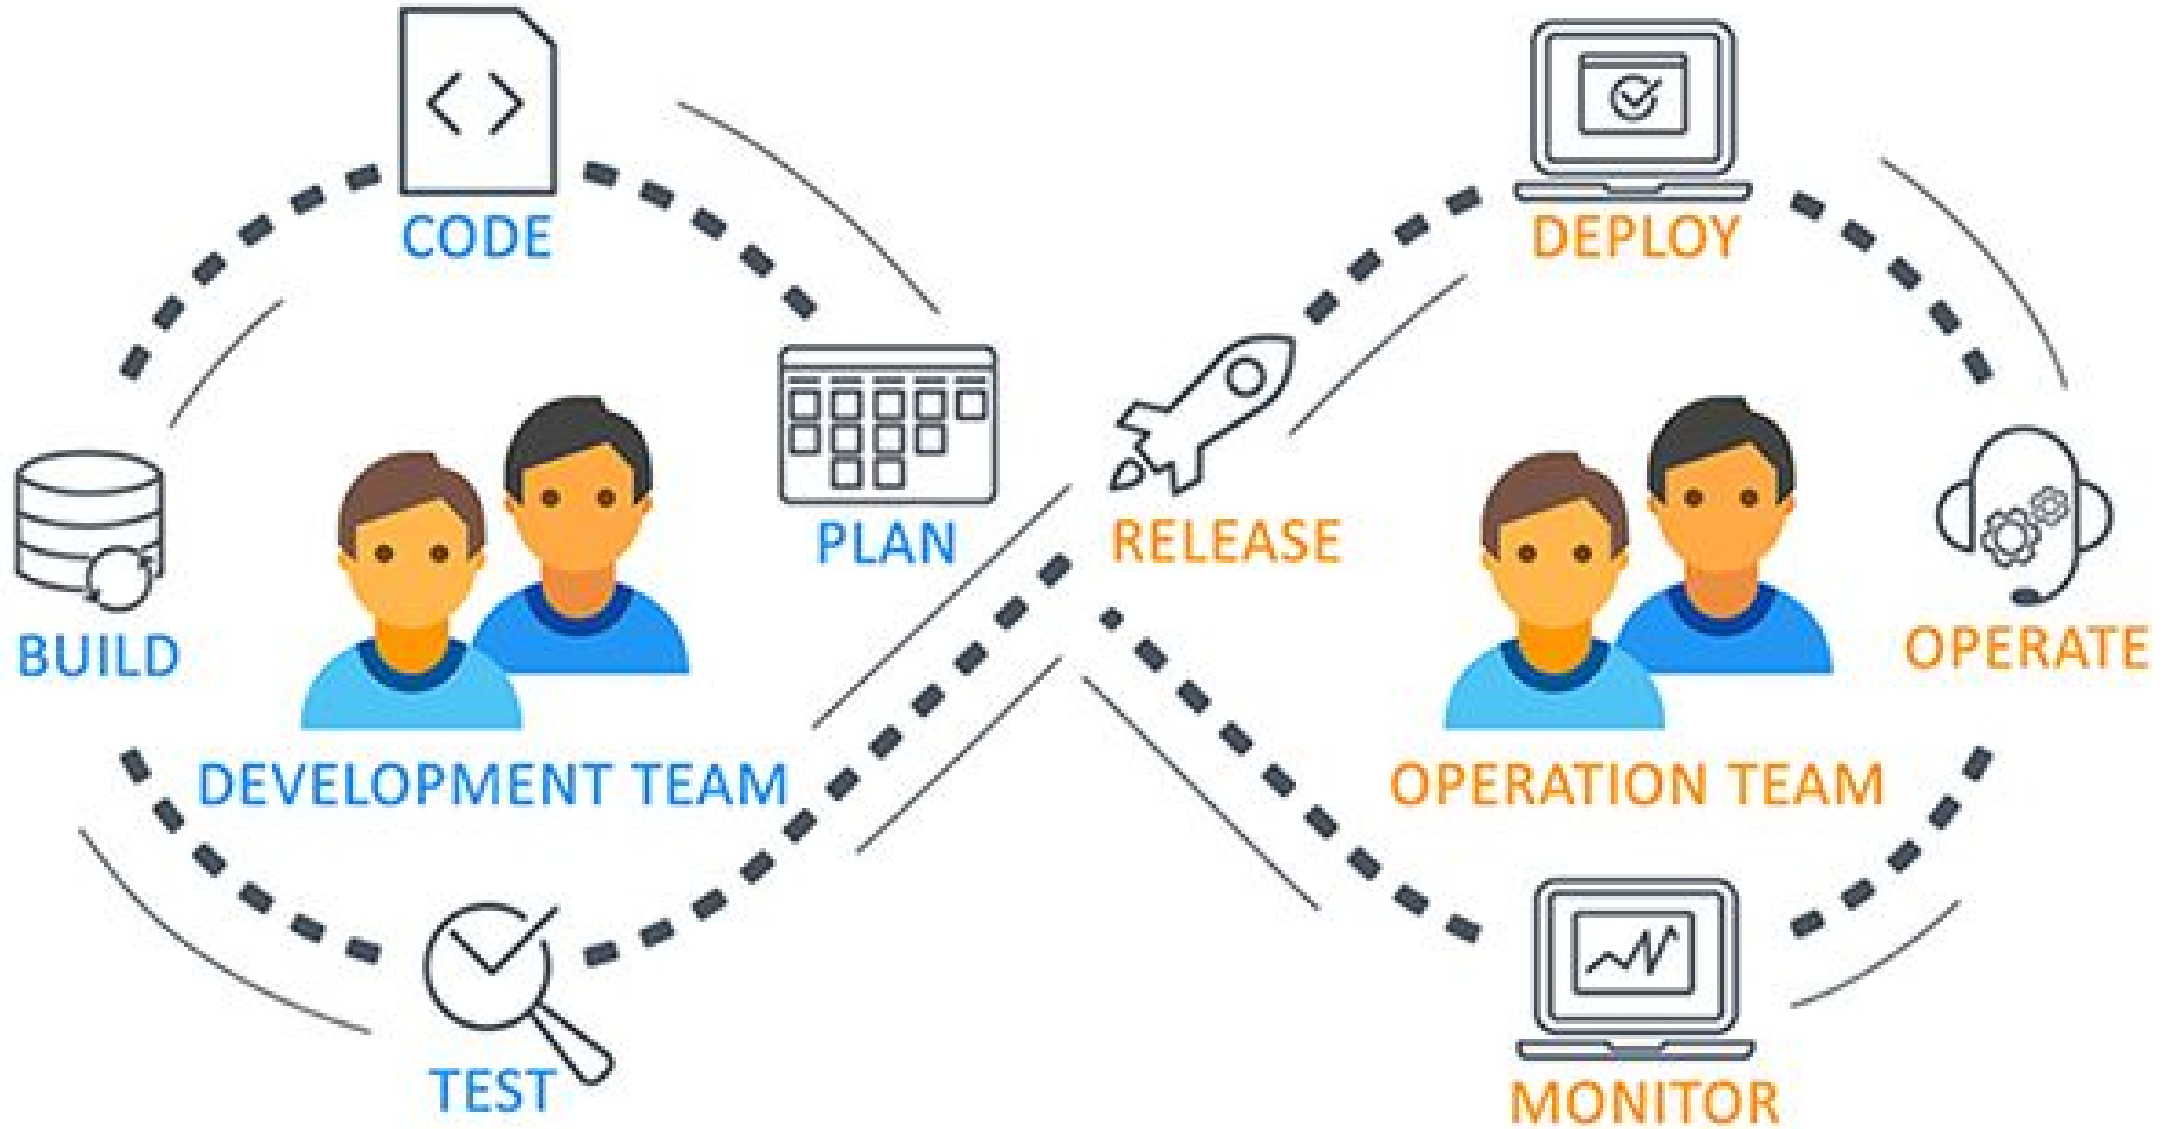 CODE
DEPLOY
PLAN
RELEASE
BUILD
OPERATE
DEVELOPMENT TEAM
OPERATION TEAM
TEST
MONITOR